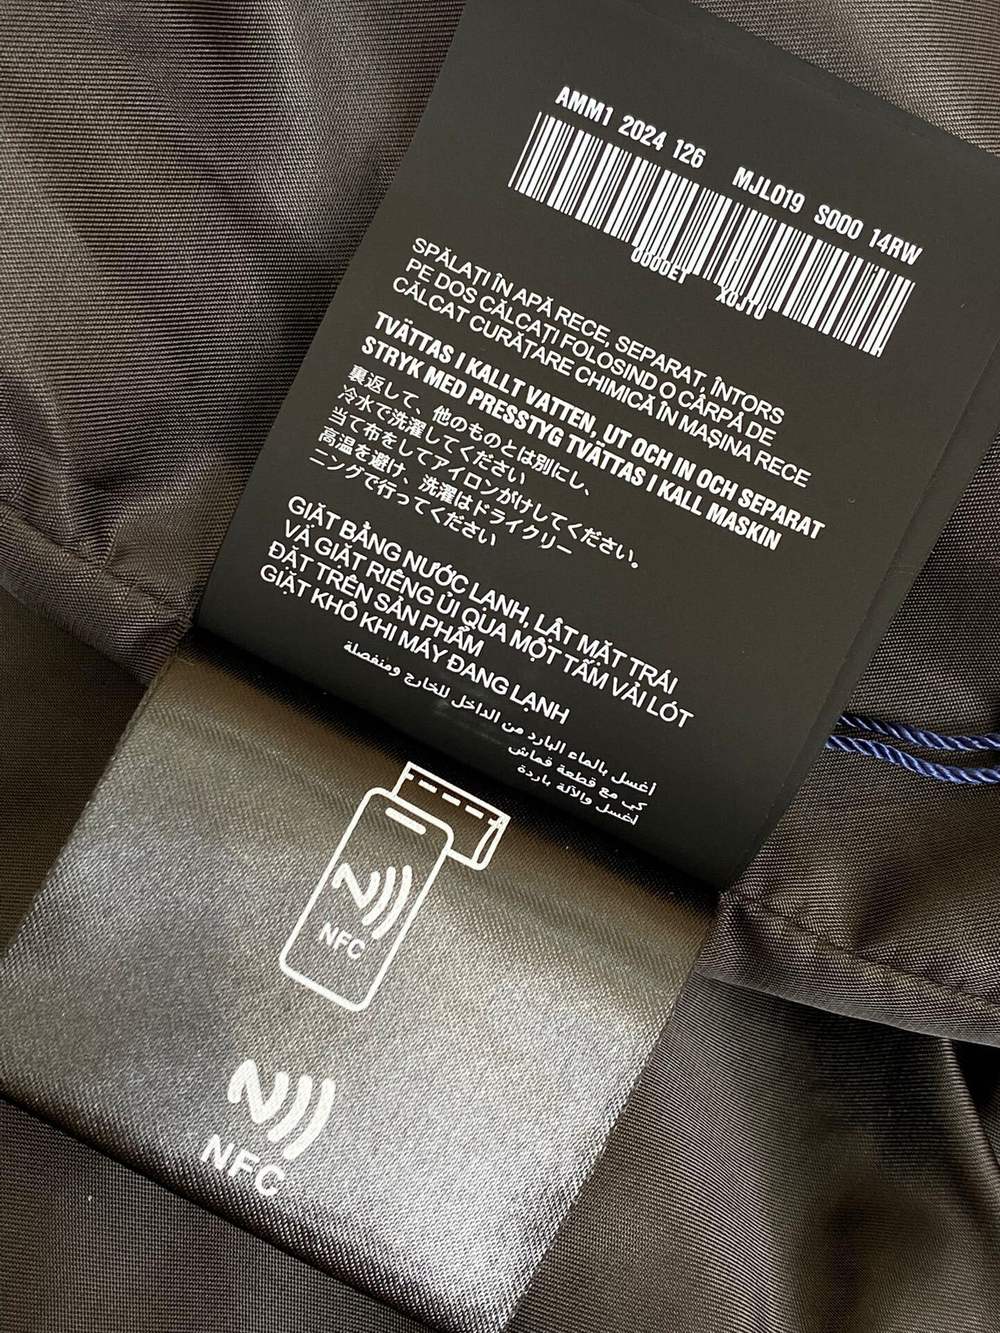 AMM1 2024 126 MJL019 S000 14RW
0000ET X0J1U
SPĂLAȚI ÎN APĂ RECE, SEPARAT, ÎNTORS
PE DOS CĂLCAȚI FOLOSIND O CÂRPĂ DE
CĂLCAT CURĂȚARE CHIMICĂ ÎN MAȘINA RECE
TVÄTTAS I KALLT VATTEN, UT OCH IN OCH SEPARAT
STRYK MED PRESSTYG TVÄTTAS I KALL MASKIN
裏返して、他のものとは別にし、
冷水で洗濯してください
当て布をしてアイロンがけしてください。
高温を避け、洗濯はドライクリー
ニングで行ってください
GIẶT BẰNG NƯỚC LẠNH, LẬT MẶT TRÁI
VÀ GIẶT RIÊNG ỦI QUA MỘT TẤM VẢI LÓT
ĐẶT TRÊN SẢN PHẨM
GIẶT KHÔ KHI MÁY ĐANG LẠNH
أغسل بالماء البارد من الداخل للخارج ومنفصلة
كي مع قطعة قماش
اغسل والآلة باردة
NFC
NFC